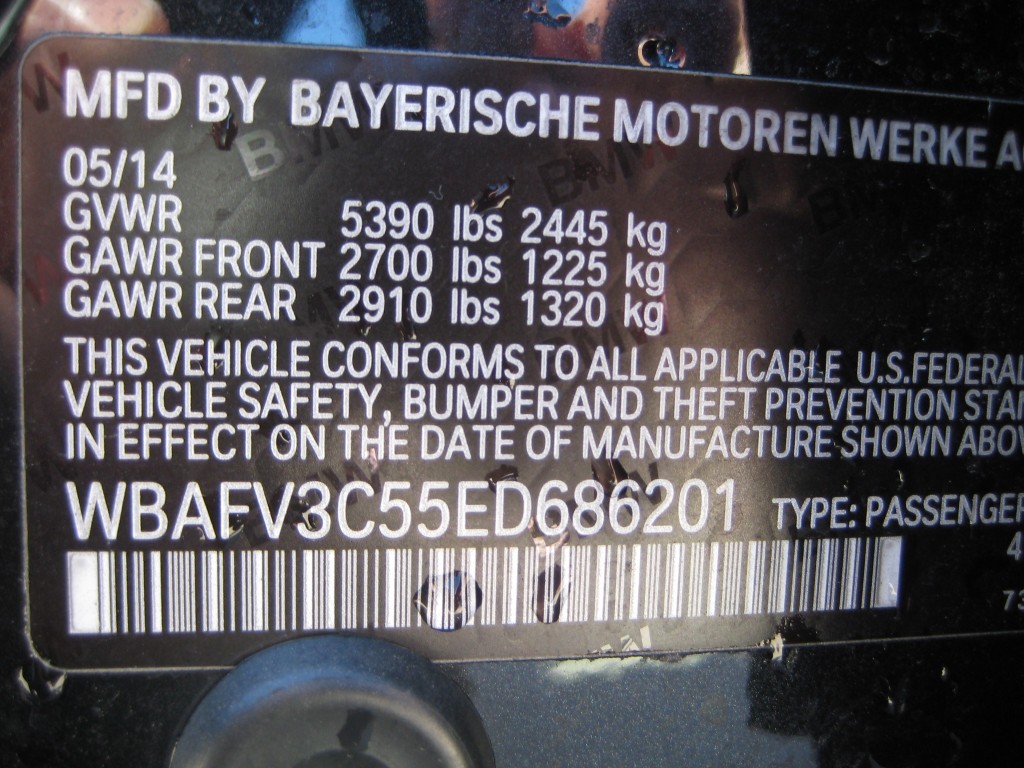 MFD BY BAYERISCHE MOTOREN WERKE
05/14
GVWR 5390 lbs 2445 kg
GAWR FRONT 2700 lbs 1225 kg
GAWR REAR 2910 lbs 1320 kg
THIS VEHICLE CONFORMS TO ALL APPLICABLE U.S.FEDERAL
VEHICLE SAFETY, BUMPER AND THEFT PREVENTION
IN EFFECT ON THE DATE OF MANUFACTURE SHOWN
WBAFV3C55ED686201 TYPE: PASSENGER